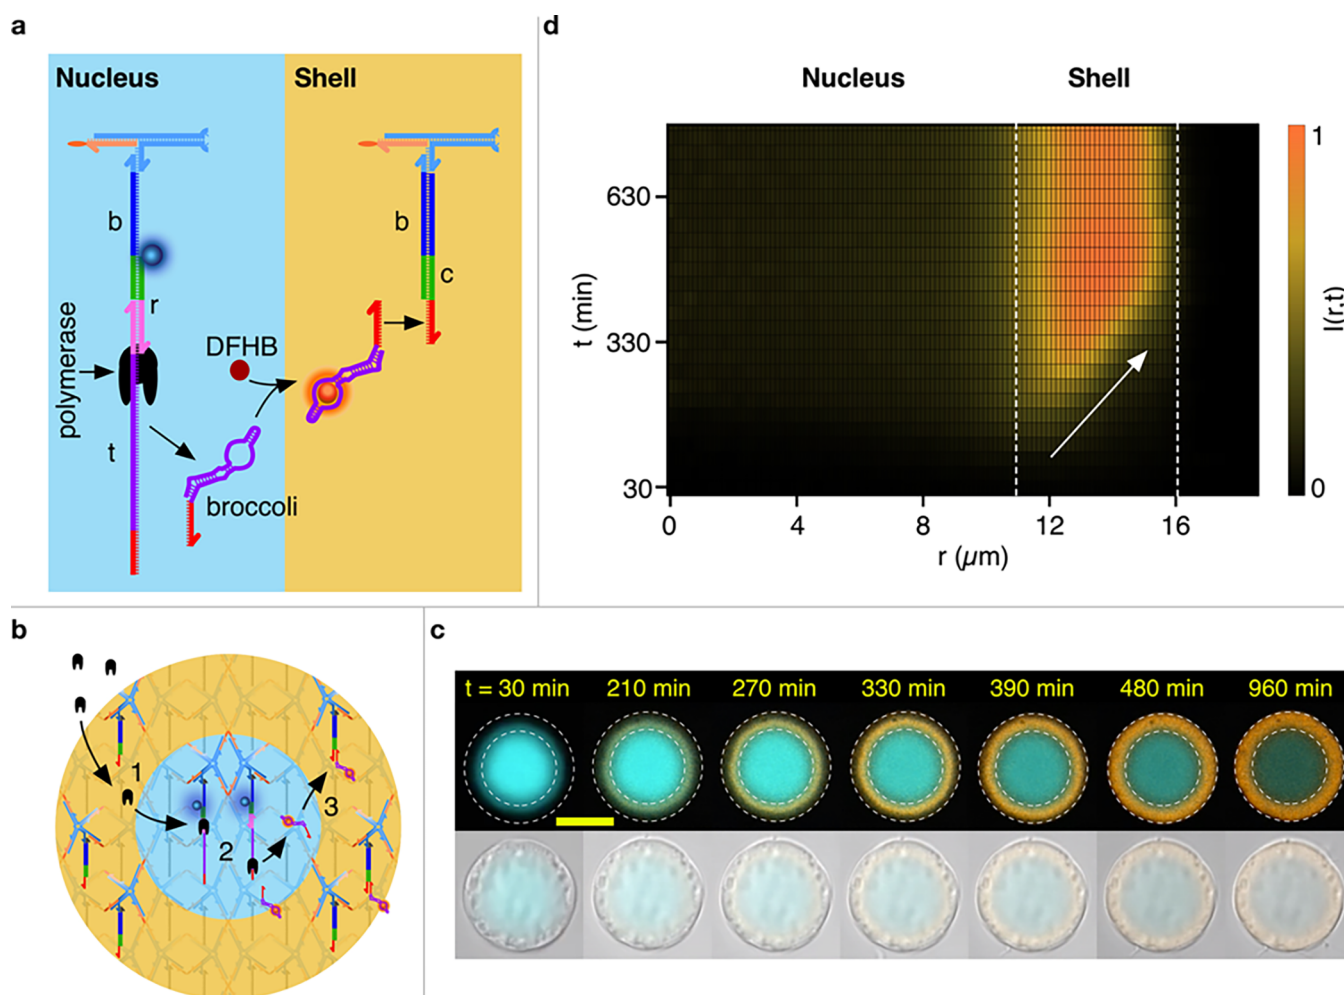 a
Nucleus
Shell
b
r
polymerase
t
DFHB
broccoli
b
c
d
Nucleus
Shell
t (min)
630
330
30
0
4
8
12
16
r (µm)
1
0
I(r,t)
b
1
2
3
c
t = 30 min
210 min
270 min
330 min
390 min
480 min
960 min